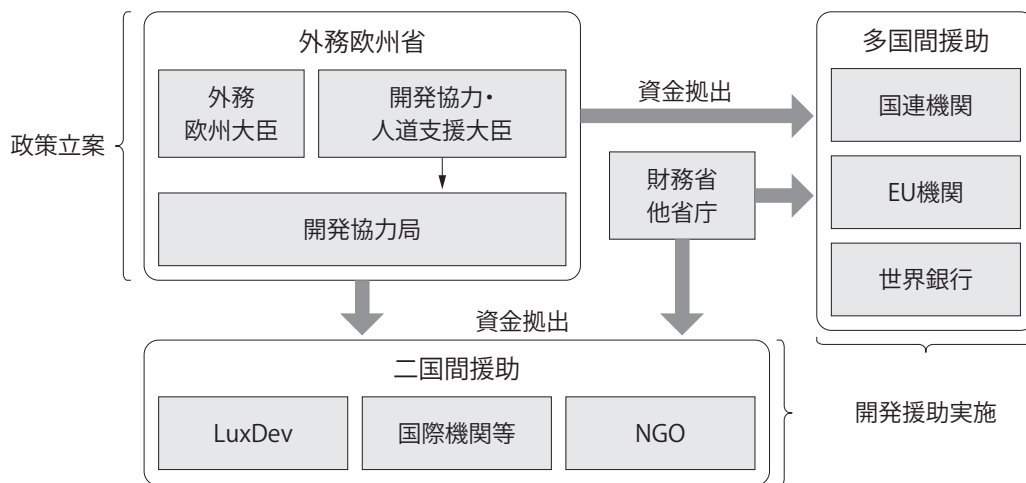 外務欧州省
外務
欧州大臣
開発協力・
人道支援大臣
開発協力局
政策立案
資金拠出
財務省
他省庁
多国間援助
国連機関
EU機関
世界銀行
資金拠出
二国間援助
LuxDev
国際機関等
NGO
開発援助実施